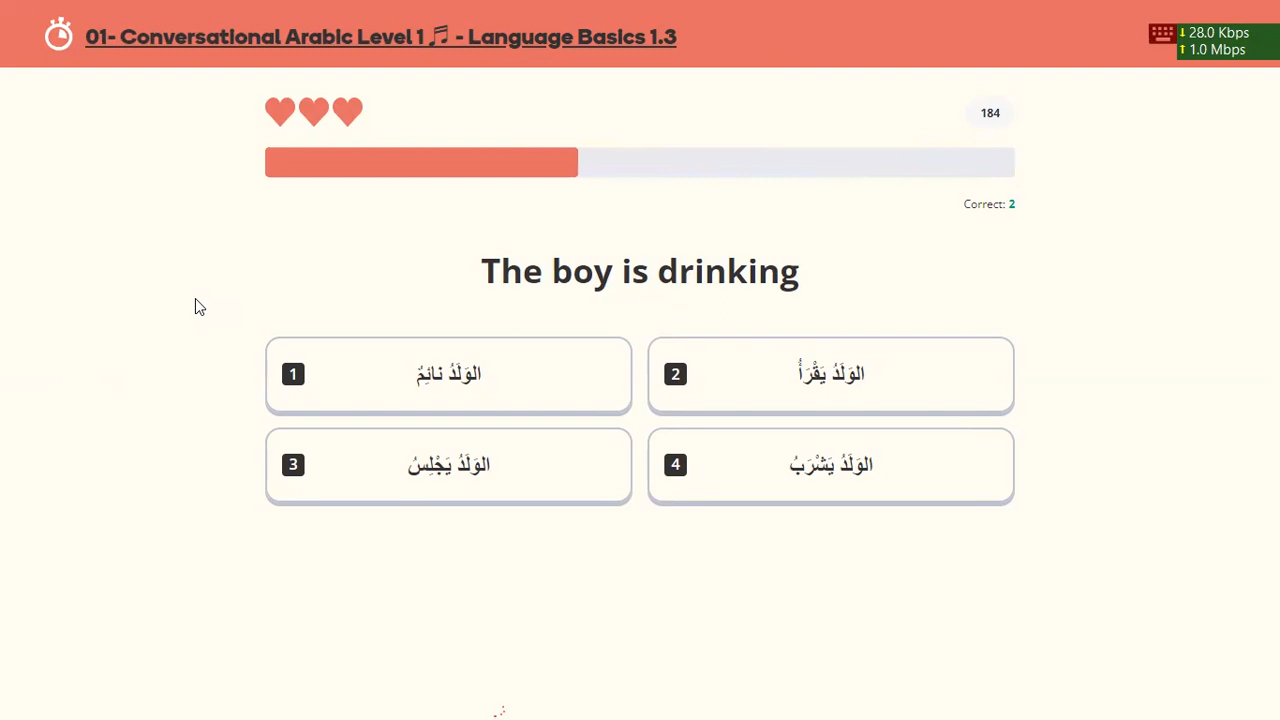 01- Conversational Arabic Level 1🎵 - Language Basics 1.3
↓ 28.0 Kbps
↑ 1.0 Mbps
184
Correct: 2
The boy is drinking
1 الوَلَدُ نائِمٌ
2 الوَلَدُ يَقْرَأُ
3 الوَلَدُ يَجْلِسُ
4 الوَلَدُ يَشْرَبُ